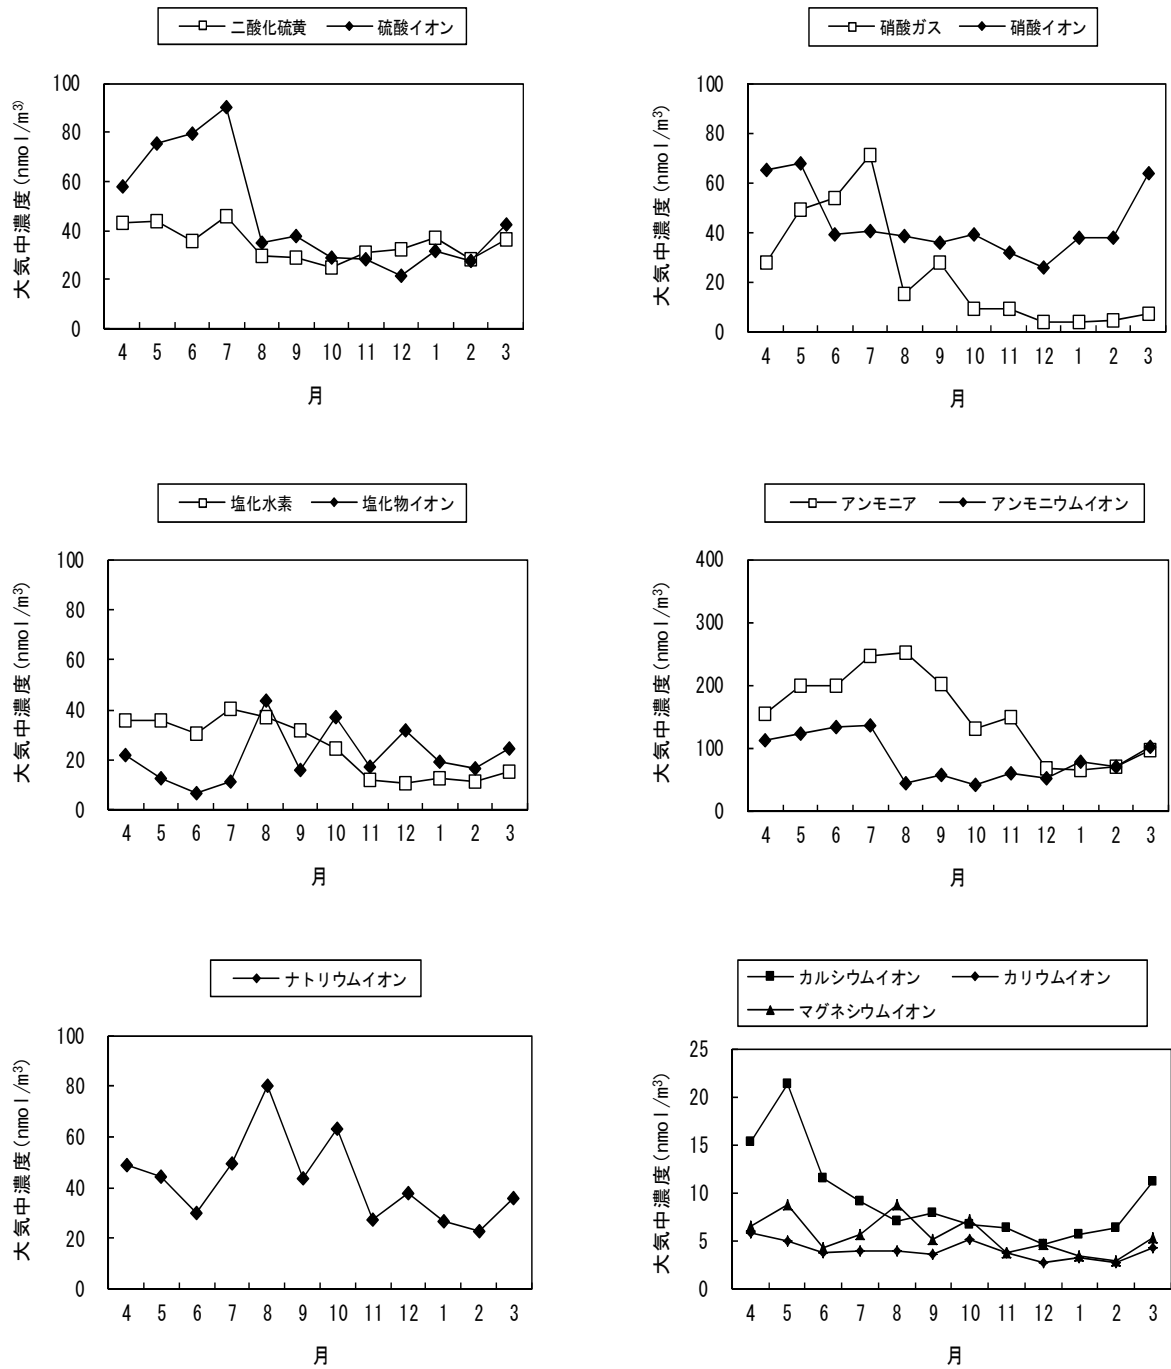 二酸化硫黄 硫酸イオン
大気中濃度(nmol/m³)
100
80
60
40
20
0
4 5 6 7 8 9 10 11 12 1 2 3
月
硝酸ガス 硝酸イオン
大気中濃度(nmol/m³)
100
80
60
40
20
0
4 5 6 7 8 9 10 11 12 1 2 3
月
塩化水素 塩化物イオン
大気中濃度(nmol/m³)
100
80
60
40
20
0
4 5 6 7 8 9 10 11 12 1 2 3
月
アンモニア アンモニウムイオン
大気中濃度(nmol/m³)
400
300
200
100
0
4 5 6 7 8 9 10 11 12 1 2 3
月
ナトリウムイオン
大気中濃度(nmol/m³)
100
80
60
40
20
0
4 5 6 7 8 9 10 11 12 1 2 3
月
カルシウムイオン カリウムイオン
マグネシウムイオン
大気中濃度(nmol/m³)
25
20
15
10
5
0
4 5 6 7 8 9 10 11 12 1 2 3
月